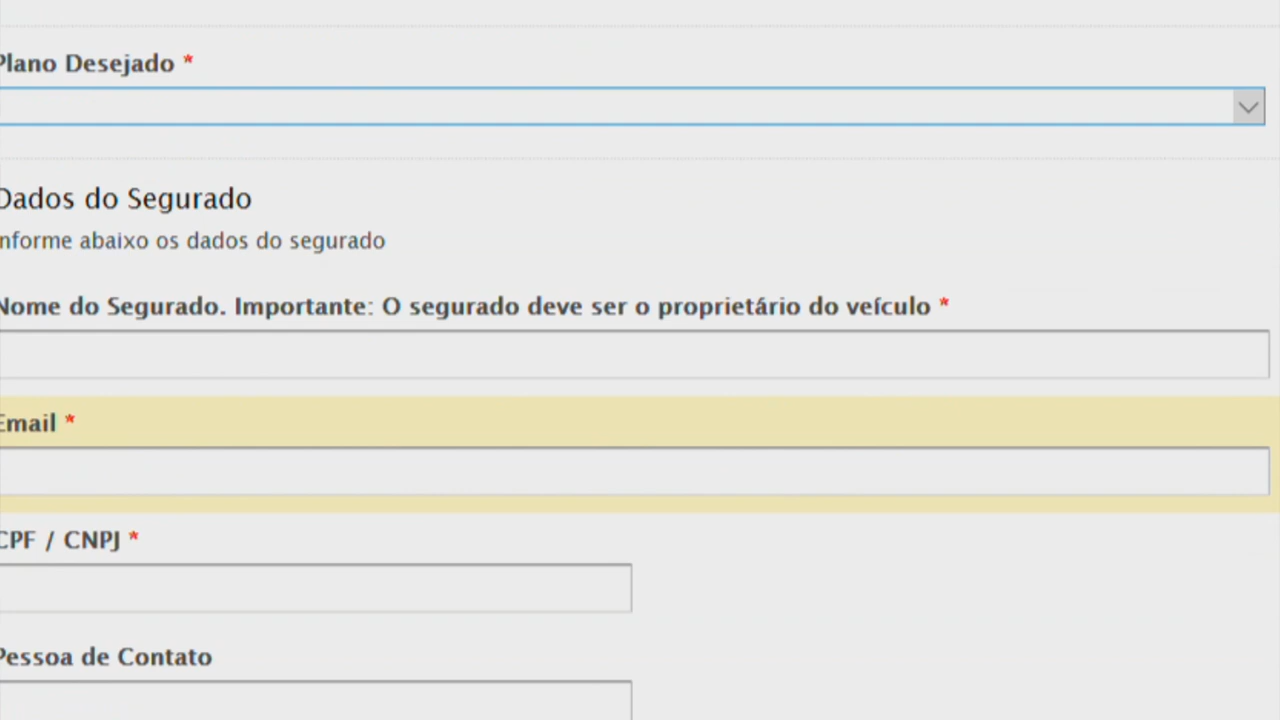 Plano Desejado *
Dados do Segurado
nforme abaixo os dados do segurado
Nome do Segurado. Importante: O segurado deve ser o proprietário do veículo *
Email *
CPF / CNPJ *
Pessoa de Contato